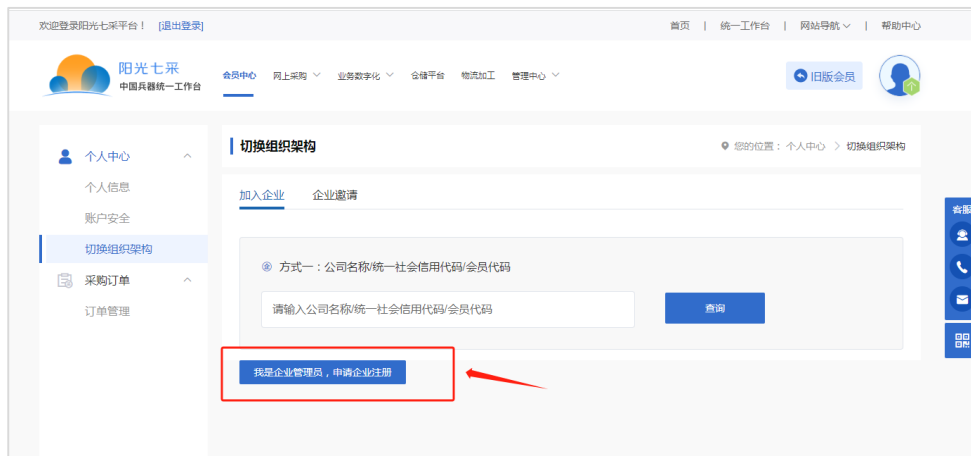 欢迎登录阳光七采平台！ [退出登录] 首页 | 统一工作台 | 网站导航 | 帮助中心
阳光七采
中国兵器统一工作台
会员中心 网上采购 业务数字化 仓储平台 物流加工 管理中心
旧版会员
个
个人中心
个人信息
账户安全
切换组织架构
采购订单
订单管理
切换组织架构
您的位置：个人中心 > 切换组织架构
加入企业 企业邀请
方式一：公司名称/统一社会信用代码/会员代码
请输入公司名称/统一社会信用代码/会员代码 查询
我是企业管理员，申请企业注册
客服